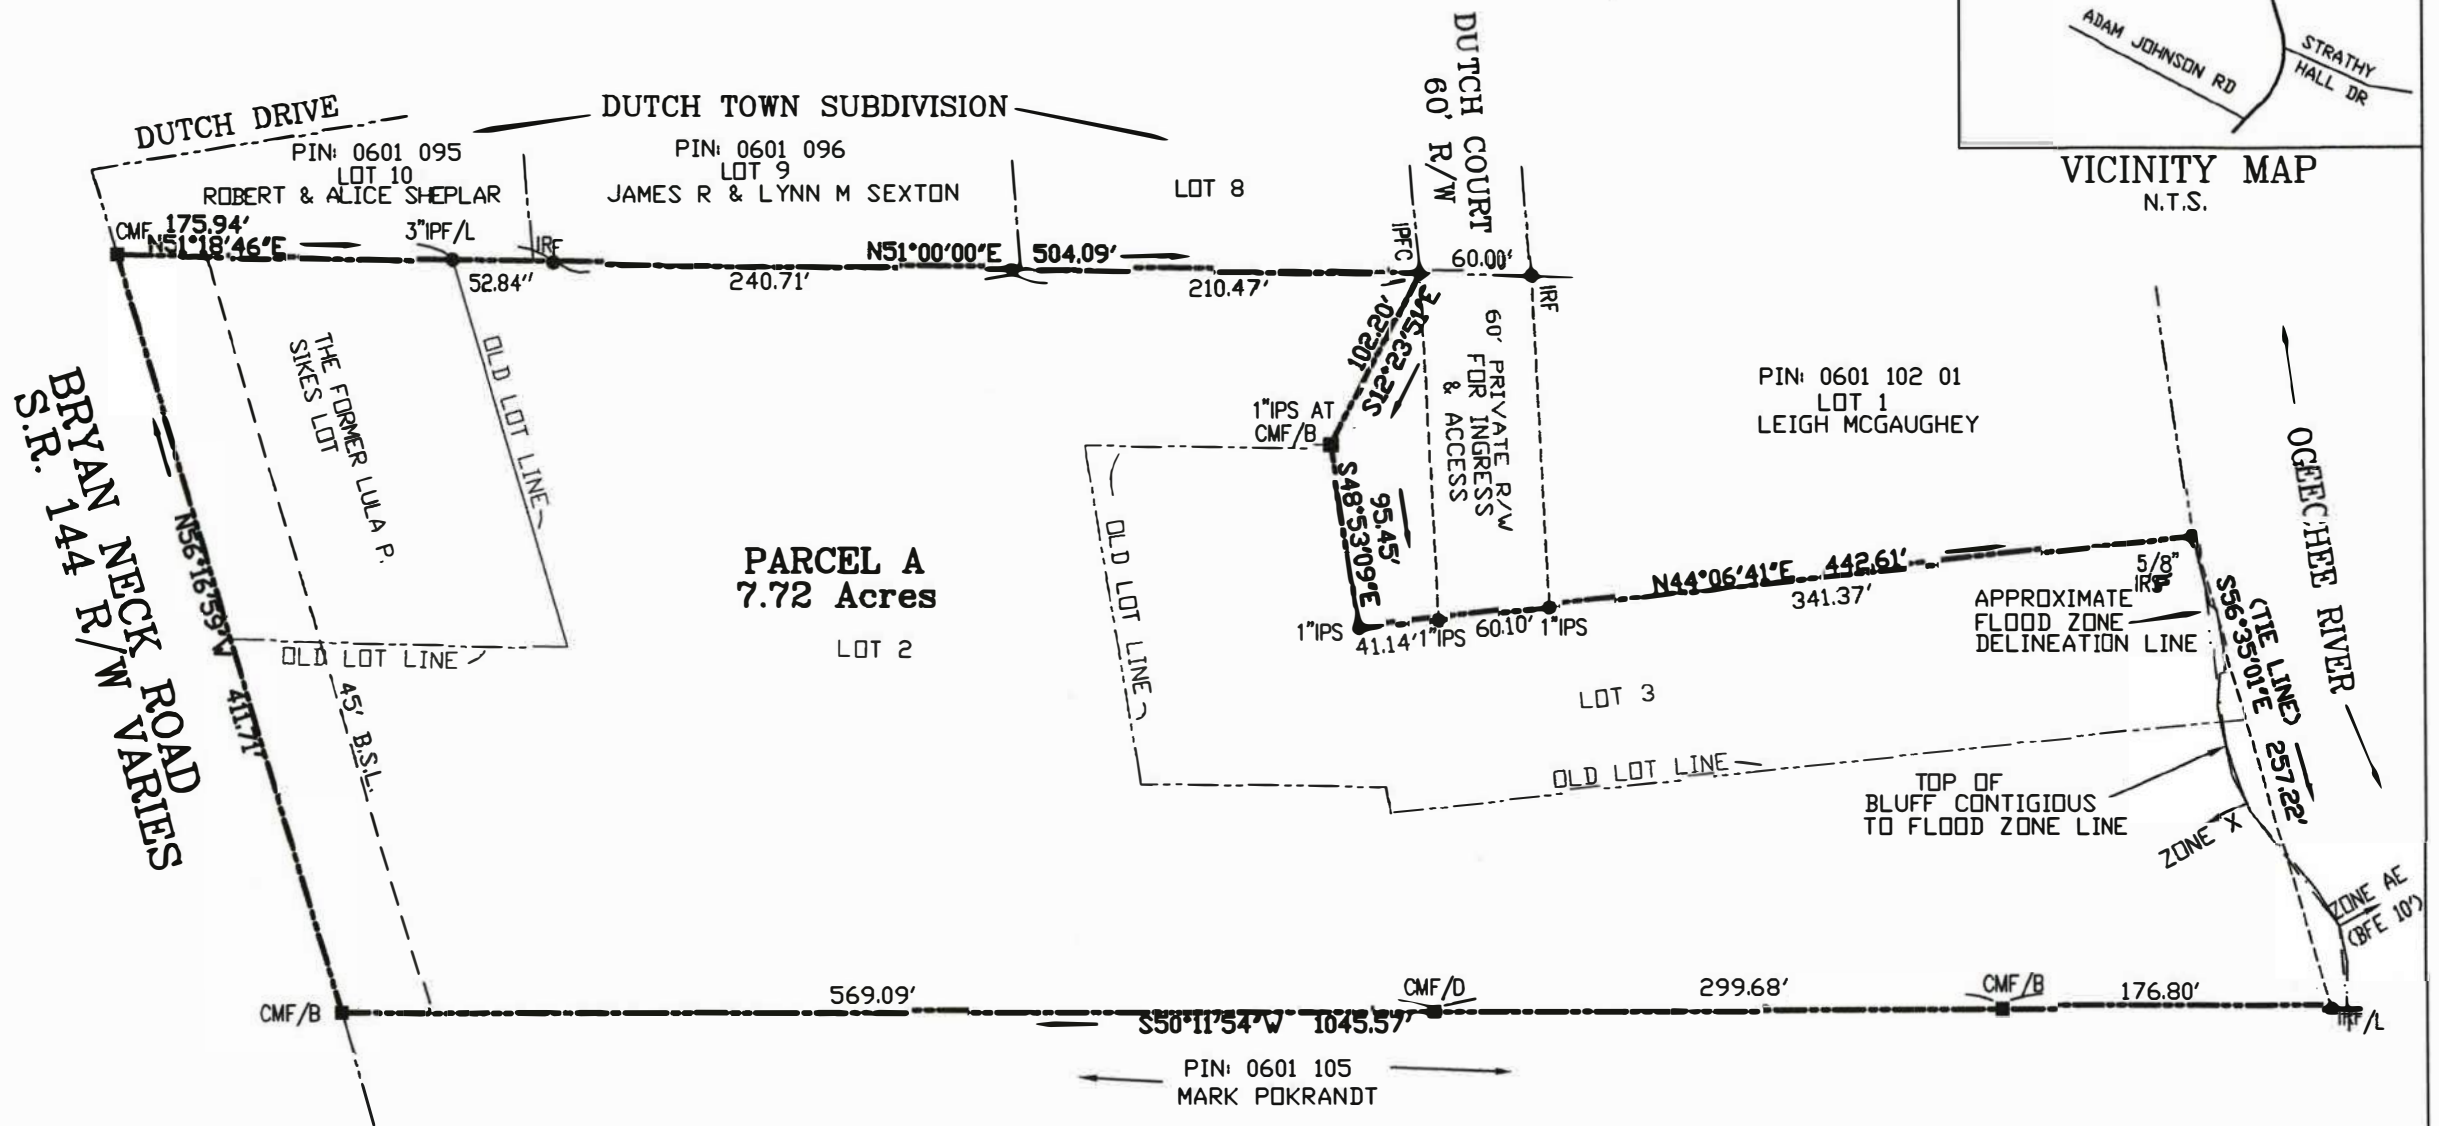 ADAM JOHNSON RD
STRATHY
HALL DR
VICINITY MAP
N.T.S.
DUTCH DRIVE
DUTCH TOWN SUBDIVISION
DUTCH COURT
60' R/W
PIN: 0601 095
LOT 10
ROBERT & ALICE SHEPLAR
PIN: 0601 096
LOT 9
JAMES R & LYNN M SEXTON
LOT 8
CMF
175.94'
N51°18'46"E
3"IPF/L
IRF
52.84"
240.71'
N51°00'00"E 504.09'
210.47'
IPFC
60.00'
IRF
102.20'
S12°23'51"E
60' PRIVATE R/W
FOR INGRESS
& ACCESS
1"IPS AT
CMF/B
S48°53'09"E
95.45'
THE FORMER LULA P.
SIKES LOT
OLD LOT LINE
BRYAN NECK ROAD
S.R. 144 R/W VARIES
N56°16'59"W
411.71'
OLD LOT LINE
45' B.S.L.
PARCEL A
7.72 Acres
LOT 2
OLD LOT LINE
PIN: 0601 102 01
LOT 1
LEIGH MCGAUGHEY
OGEECHEE RIVER
N44°06'41"E 442.61'
341.37'
5/8"
1"IPS
41.14'
1"IPS
60.10'
1"IPS
APPROXIMATE
FLOOD ZONE
DELINEATION LINE
S56°35'01"E 257.22'
(TIE LINE)
LOT 3
OLD LOT LINE
TOP OF
BLUFF CONTIGIOUS
TO FLOOD ZONE LINE
ZONE X
ZONE AE
(BFE 10')
CMF/B
569.09'
CMF/D
299.68'
CMF/B
176.80'
S50°11'54"W 1045.57'
PIN: 0601 105
MARK POKRANDT